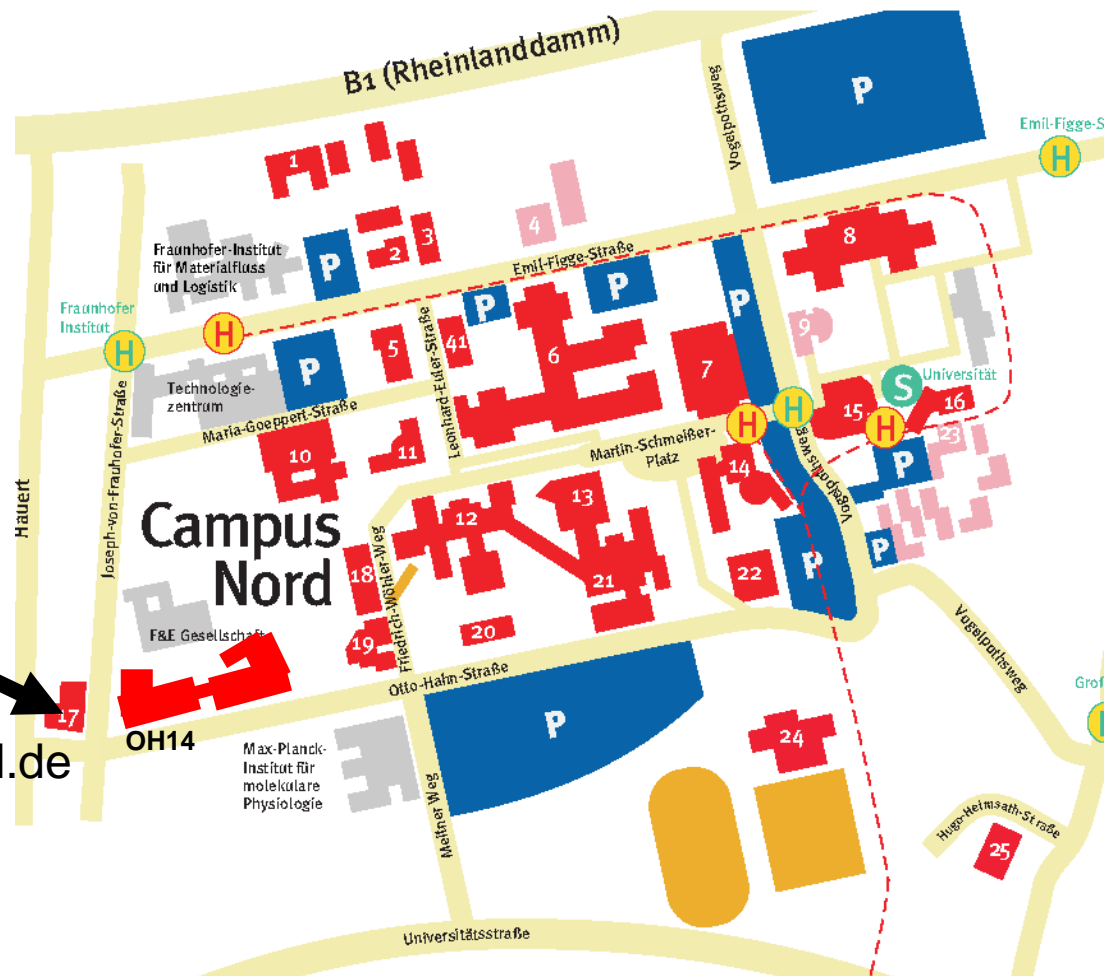 B1 (Rheinlanddamm)
Vogelpothsweg
P
Emil-Figge-S
H
1
4
3
2
8
Fraunhofer-Institut
für Materialfluss
und Logistik
P
Emil-Figge-Straße
P
P
P
Fraunhofer
Institut
H
H
5
41
6
7
9
Technologie-
zentrum
P
Leonhard-Euler-Straße
S
Universität
Maria-Goeppert-Straße
H
H
15
H
16
23
10
11
Martin-Schmeißer-
Platz
Vogelpothsweg
14
P
Hauert
Joseph-von-Frauhofer-Straße
Campus
Nord
12
13
Vogelpothsweg
18
Friedrich-Wöhler-Weg
21
22
P
P
F&E Gesellschaft
19
20
Otto-Hahn-Straße
Vogelpothsweg
17
OH14
l.de
Max-Planck-
Institut für
molekulare
Physiologie
P
24
Grof
Meitner Weg
Hugo-Heimsath-Straße
25
Universitätsstraße